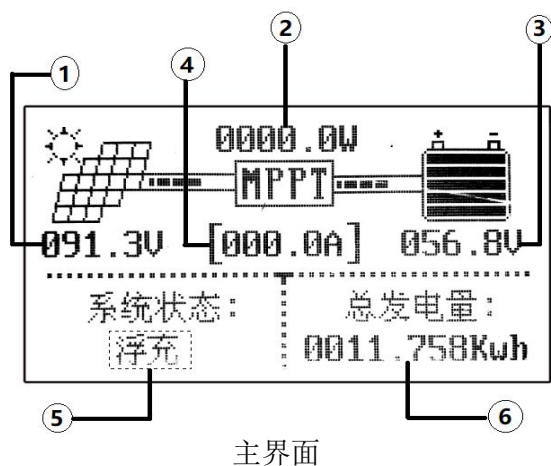 ① ④ ② ③
0000.0W
+ -
MPPT
091.3V [000.0A] 056.8V
系统状态: 总发电量:
浮充 0011.758Kwh
⑤ ⑥
主界面